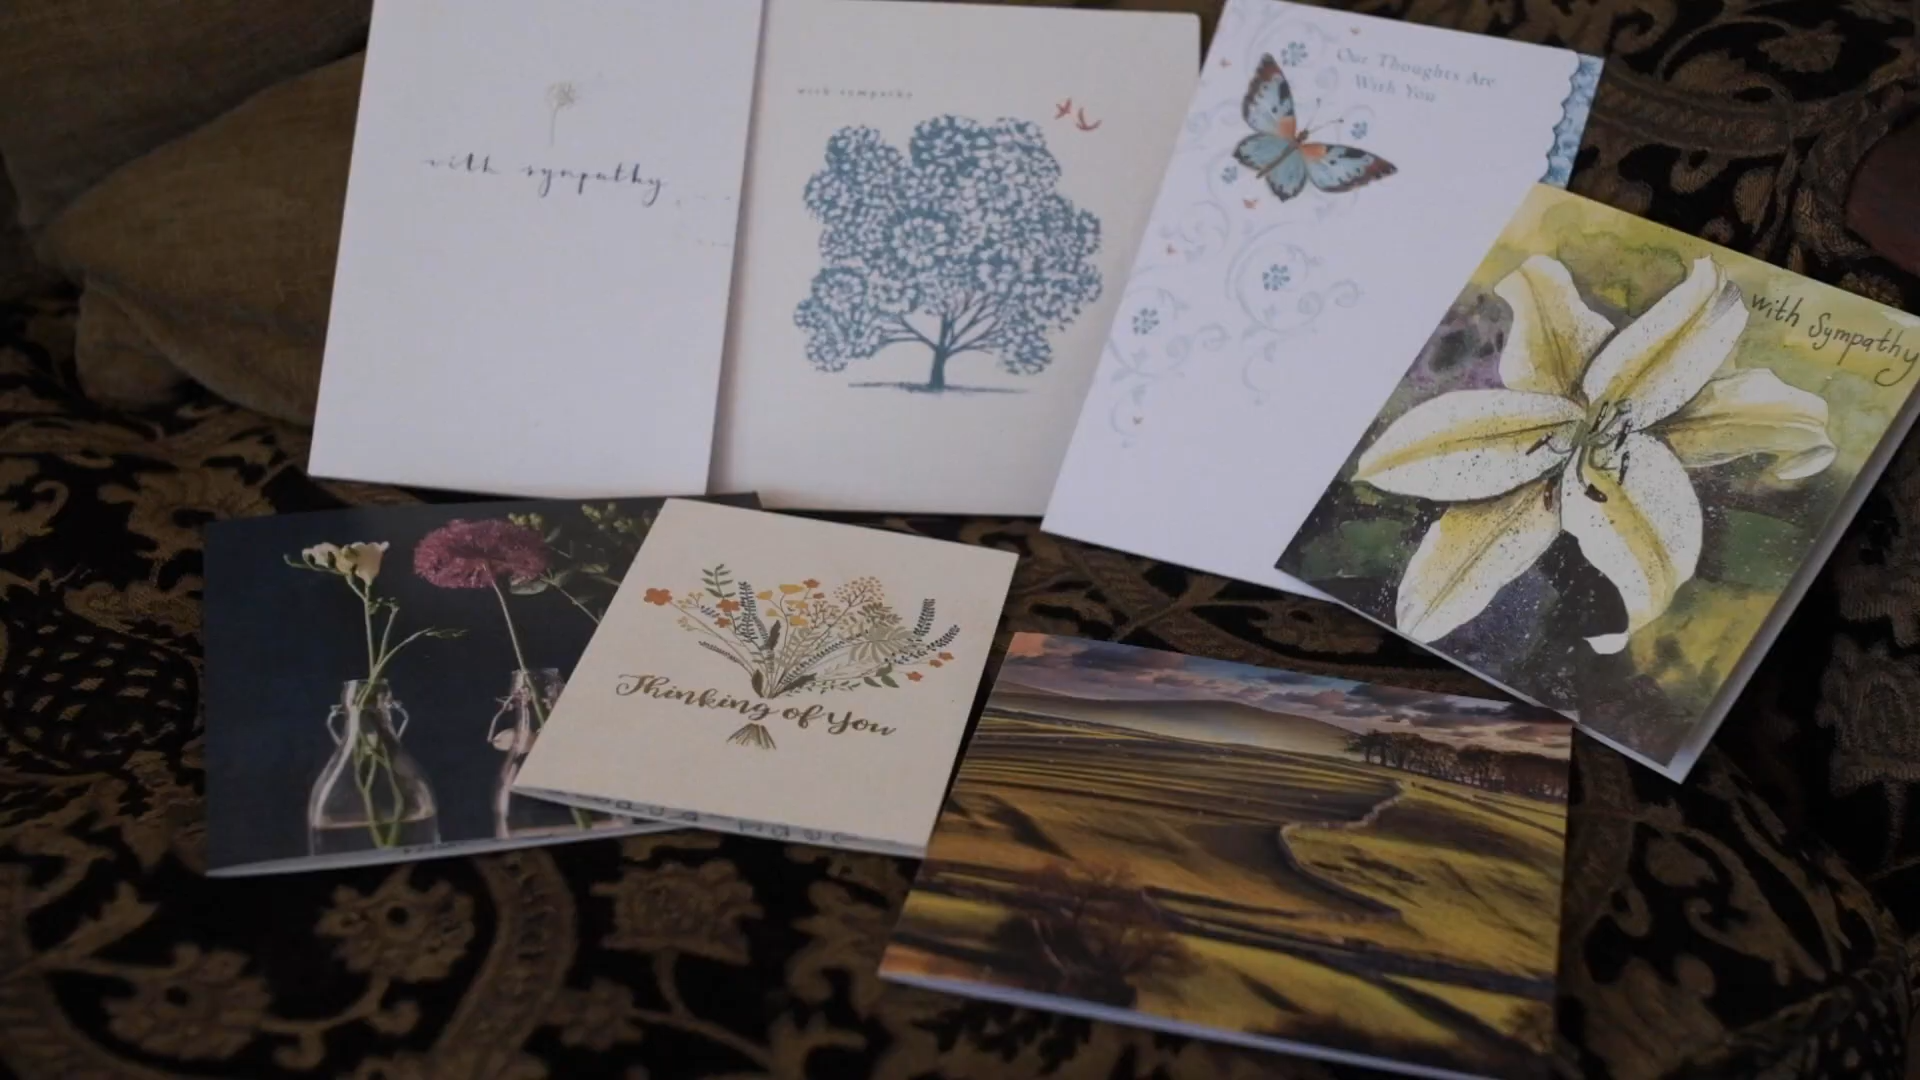 with sympathy
with sympathy
Our Thoughts Are
With You
with Sympathy
Thinking of You